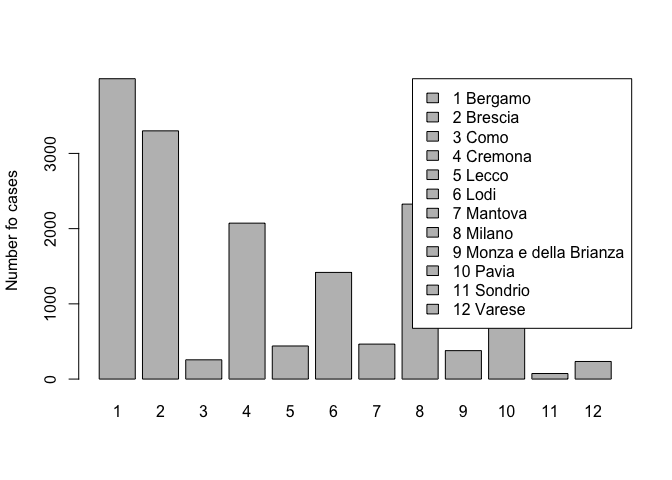 Number fo cases
3000
2000
1000
0
1 Bergamo
2 Brescia
3 Como
4 Cremona
5 Lecco
6 Lodi
7 Mantova
8 Milano
9 Monza e della Brianza
10 Pavia
11 Sondrio
12 Varese
1 2 3 4 5 6 7 8 9 10 11 12